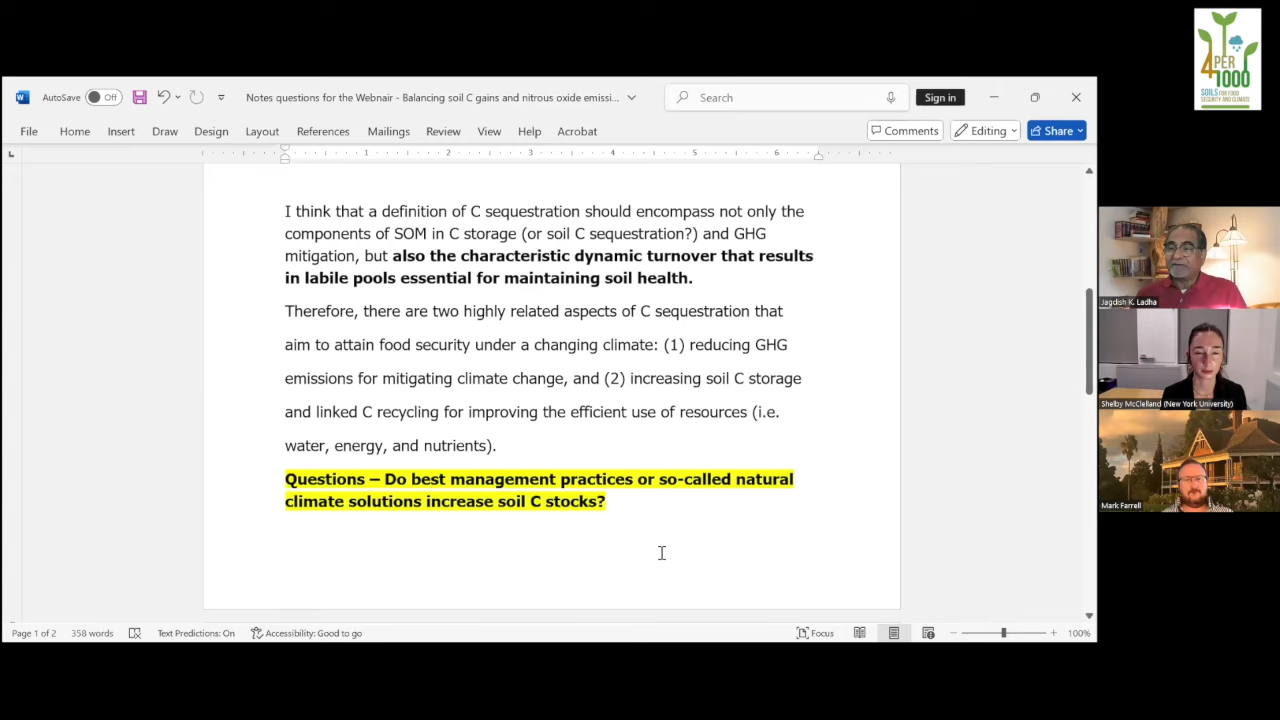 4 PER
1000
SOILS FOR FOOD
SECURITY AND CLIMATE
AutoSave Off
Notes questions for the Webnair - Balancing soil C gains and nitrous oxide emissi...
Search
Sign in
File Home Insert Draw Design Layout References Mailings Review View Help Acrobat
Comments Editing Share
1 2 3 4 5 6
I think that a definition of C sequestration should encompass not only the
components of SOM in C storage (or soil C sequestration?) and GHG
mitigation, but also the characteristic dynamic turnover that results
in labile pools essential for maintaining soil health.
Therefore, there are two highly related aspects of C sequestration that
aim to attain food security under a changing climate: (1) reducing GHG
emissions for mitigating climate change, and (2) increasing soil C storage
and linked C recycling for improving the efficient use of resources (i.e.
water, energy, and nutrients).
Questions – Do best management practices or so-called natural
climate solutions increase soil C stocks?
Jagdish K. Ladha
Shelby McClelland (New York University)
Mark Farrell
Page 1 of 2 358 words Text Predictions: On Accessibility: Good to go Focus 100%